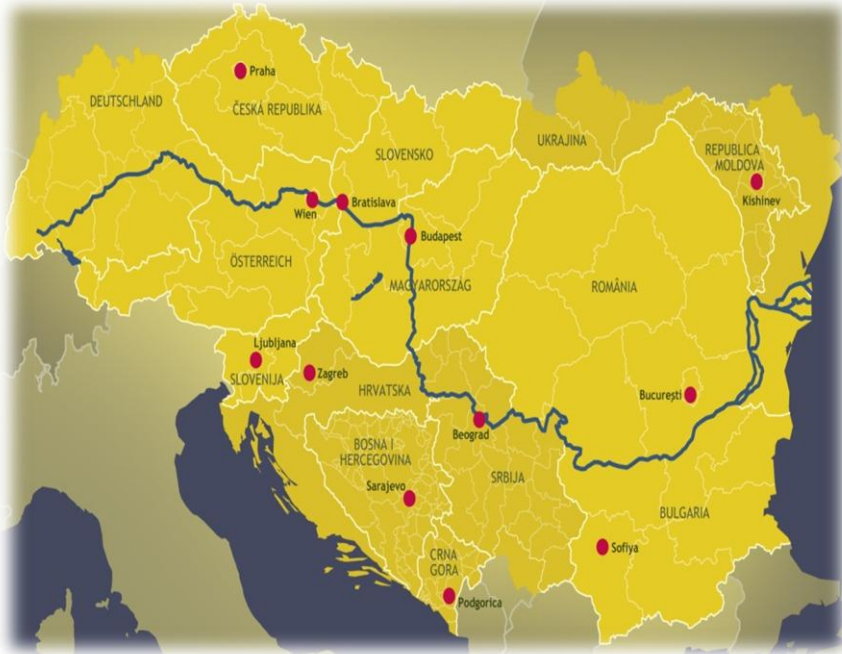 Praha
DEUTSCHLAND
ČESKÁ REPUBLIKA
UKRAJINA
SLOVENSKO
REPUBLICA
MOLDOVA
Kishinev
Wien
Bratislava
Budapest
ÖSTERREICH
MAGYARORSZÁG
ROMÂNIA
Ljubljana
SLOVENIJA
Zagreb
HRVATSKA
Bucureşti
Beograd
BOSNA I
HERCEGOVINA
Sarajevo
SRBIJA
BULGARIA
Sofiya
CRNA
GORA
Podgorica